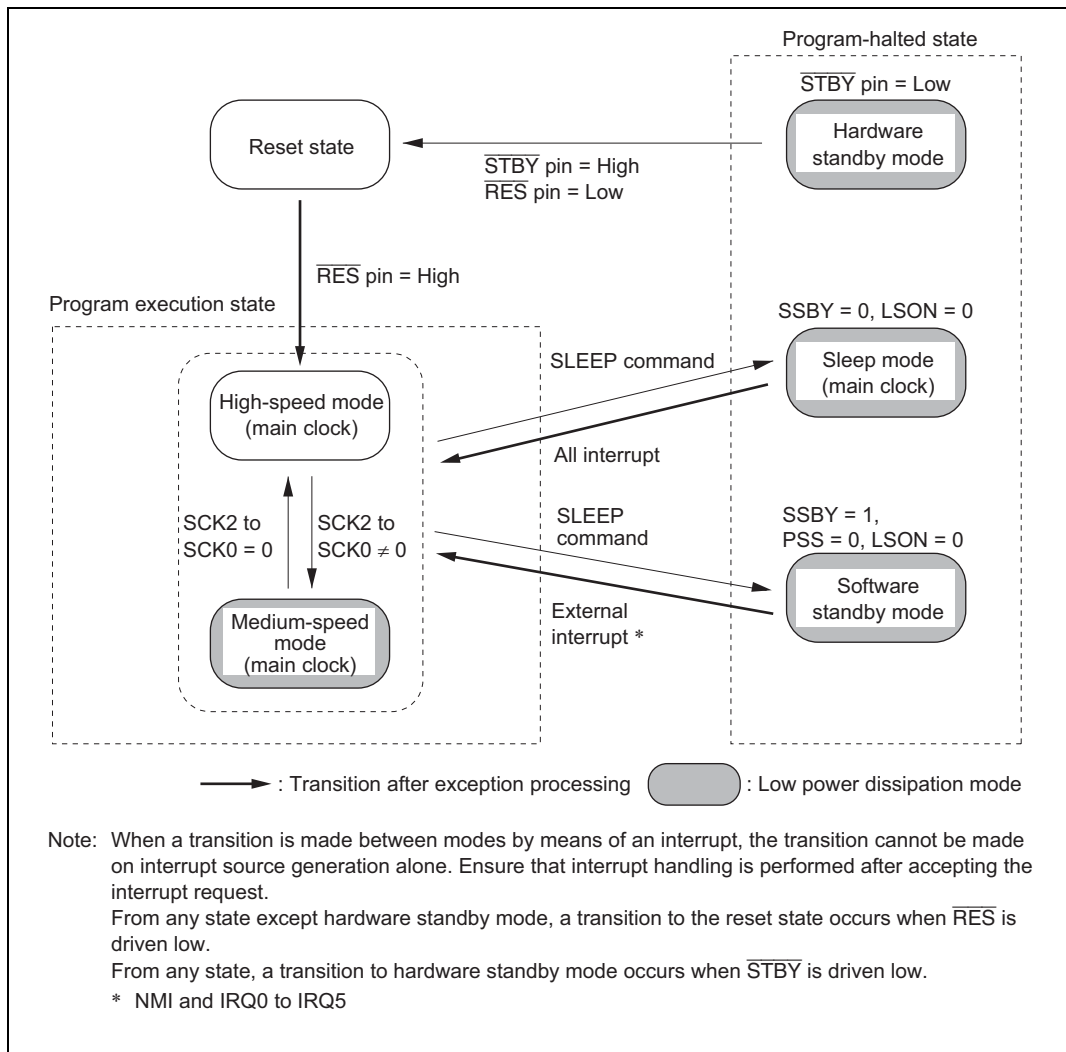 Program-halted state
STBY pin = Low
Hardware
standby mode
Reset state
STBY pin = High
RES pin = Low
RES pin = High
Program execution state
SSBY = 0, LSON = 0
Sleep mode
(main clock)
SLEEP command
High-speed mode
(main clock)
All interrupt
SCK2 to
SCK0 = 0
SCK2 to
SCK0 ≠ 0
SLEEP
command
SSBY = 1,
PSS = 0, LSON = 0
Software
standby mode
External
interrupt *
Medium-speed
mode
(main clock)
: Transition after exception processing
: Low power dissipation mode
Note: When a transition is made between modes by means of an interrupt, the transition cannot be made
on interrupt source generation alone. Ensure that interrupt handling is performed after accepting the
interrupt request.
From any state except hardware standby mode, a transition to the reset state occurs when RES is
driven low.
From any state, a transition to hardware standby mode occurs when STBY is driven low.
* NMI and IRQ0 to IRQ5